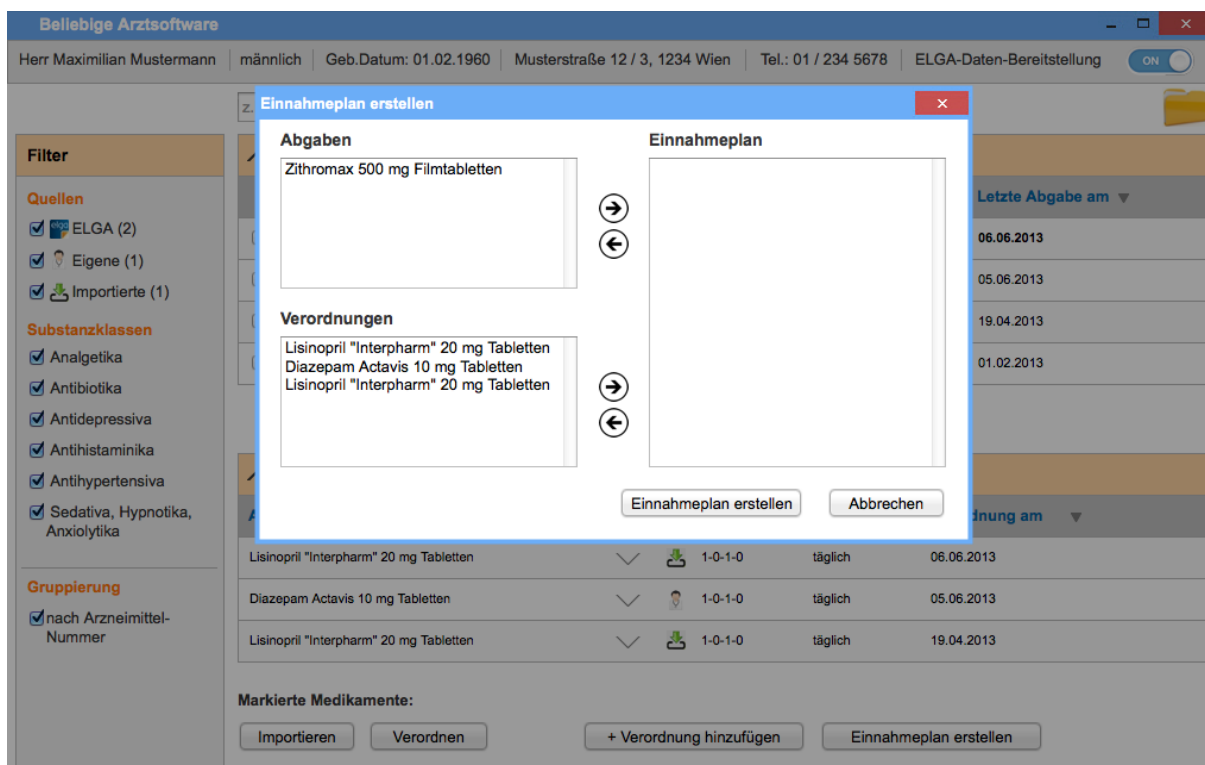 Beliebige Arztsoftware
Herr Maximilian Mustermann männlich Geb.Datum: 01.02.1960 Musterstraße 12 / 3, 1234 Wien Tel.: 01 / 234 5678 ELGA-Daten-Bereitstellung ON
z.
Einnahmeplan erstellen
Abgaben
Zithromax 500 mg Filmtabletten
Verordnungen
Lisinopril "Interpharm" 20 mg Tabletten
Diazepam Actavis 10 mg Tabletten
Lisinopril "Interpharm" 20 mg Tabletten
Einnahmeplan
Einnahmeplan erstellen Abbrechen
Filter
Quellen
elga ELGA (2)
Eigene (1)
Importierte (1)
Substanzklassen
Analgetika
Antibiotika
Antidepressiva
Antihistaminika
Antihypertensiva
Sedativa, Hypnotika,
Anxiolytika
Gruppierung
nach Arzneimittel-
Nummer
Letzte Abgabe am
06.06.2013
05.06.2013
19.04.2013
01.02.2013
dnung am
Lisinopril "Interpharm" 20 mg Tabletten 1-0-1-0 täglich 06.06.2013
Diazepam Actavis 10 mg Tabletten 1-0-1-0 täglich 05.06.2013
Lisinopril "Interpharm" 20 mg Tabletten 1-0-1-0 täglich 19.04.2013
Markierte Medikamente:
Importieren Verordnen + Verordnung hinzufügen Einnahmeplan erstellen